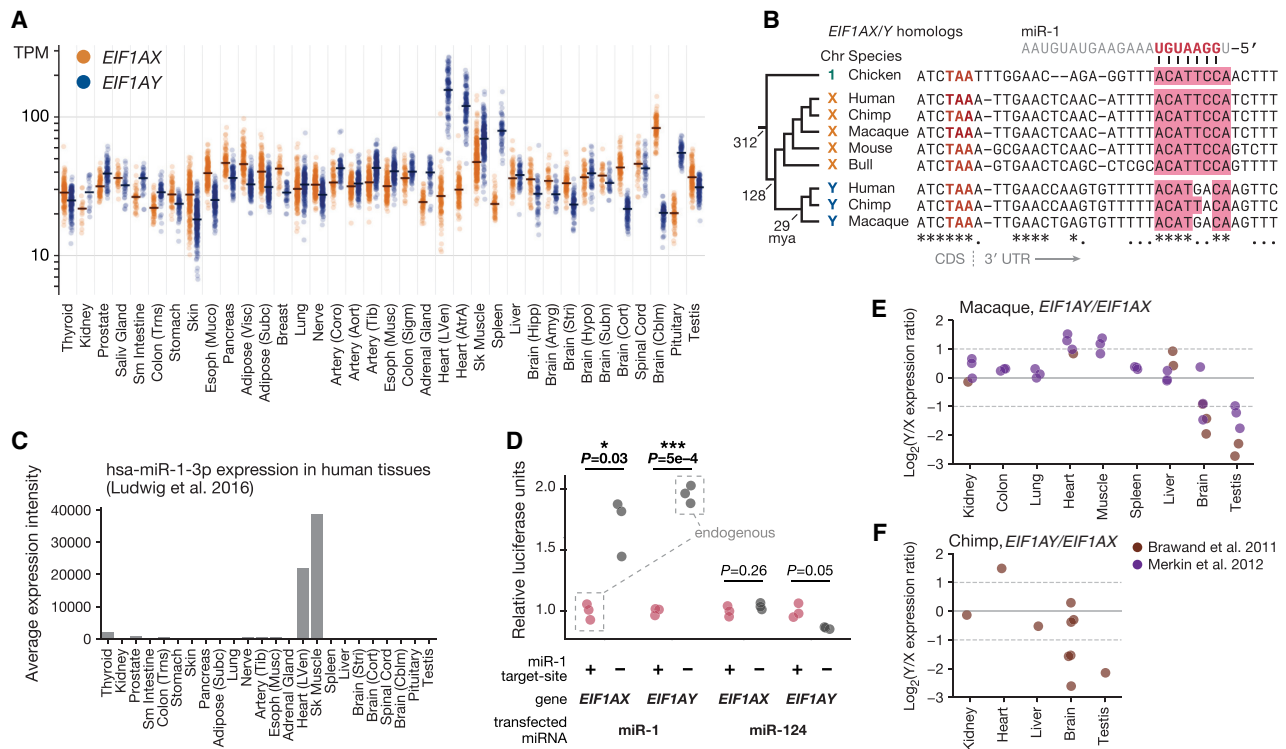 A
TPM
EIF1AX
EIF1AY
100
10
Thyroid
Kidney
Prostate
Saliv Gland
Sm Intestine
Colon (Trns)
Stomach
Skin
Esoph (Muco)
Pancreas
Adipose (Visc)
Adipose (Subc)
Breast
Lung
Nerve
Artery (Coro)
Artery (Aort)
Artery (Tib)
Esoph (Musc)
Colon (Sigm)
Adrenal Gland
Heart (LVen)
Heart (AtrA)
Sk Muscle
Spleen
Liver
Brain (Hipp)
Brain (Amyg)
Brain (Stri)
Brain (Hypo)
Brain (Subn)
Brain (Cort)
Spinal Cord
Brain (Cblm)
Pituitary
Testis
B
EIF1AX/Y homologs
miR-1
AAUGUAUGAAGAAAUGUAAGGU–5′
Chr Species
1 Chicken ATCTAATTTGGAAC––AGA–GGTTTACATTCCAACTTT
X Human ATCTAAA–TTGAACTCAAC–ATTTTACATTCCATCTTT
X Chimp ATCTAAA–TTGAACTCAAC–ATTTTACATTCCATCTTT
X Macaque ATCTAAA–TTGAACTCAAC–ATTTTACATTCCATCTTT
X Mouse ATCTAAA–GCGAACTCAAC–ATTTTACATTCCAGTCTT
X Bull ATCTAAA–GTGAACTCAGC–CTCGCACATTCCAGTCTT
Y Human ATCTAAA–TTGAACCAAGTGTTTTTACATGACAAGTTC
Y Chimp ATCTAAA–TTGAACCAAGTGTTTTTACATTACAAGTTC
Y Macaque ATCTAAA–TTGAACTGAGTGTTTTTACATGACAAGTTT
312
128
29
mya
******. **** *. ... ****.. ** ...
CDS 3′ UTR
C
hsa-miR-1-3p expression in human tissues
(Ludwig et al. 2016)
Average expression intensity
40000
30000
20000
10000
0
Thyroid
Kidney
Prostate
Sm Intestine
Colon (Trns)
Stomach
Skin
Pancreas
Adipose (Subc)
Lung
Nerve
Artery (Tib)
Esoph (Musc)
Adrenal Gland
Heart (LVen)
Sk Muscle
Spleen
Liver
Brain (Stri)
Brain (Cort)
Spinal Cord
Brain (Cblm)
Pituitary
Testis
D
* ***
P=0.03 P=5e–4
Relative luciferase units
2.0
1.5
1.0
endogenous
P=0.26 P=0.05
miR-1
target-site
+ – + – + – + –
gene EIF1AX EIF1AY EIF1AX EIF1AY
transfected
miRNA
miR-1 miR-124
E
Macaque, EIF1AY/EIF1AX
Log2(Y/X expression ratio)
2
1
0
−1
−2
−3
Kidney
Colon
Lung
Heart
Muscle
Spleen
Liver
Brain
Testis
F
Chimp, EIF1AY/EIF1AX
Log2(Y/X expression ratio)
2
1
0
−1
−2
−3
Kidney
Heart
Liver
Brain
Testis
Brawand et al. 2011
Merkin et al. 2012